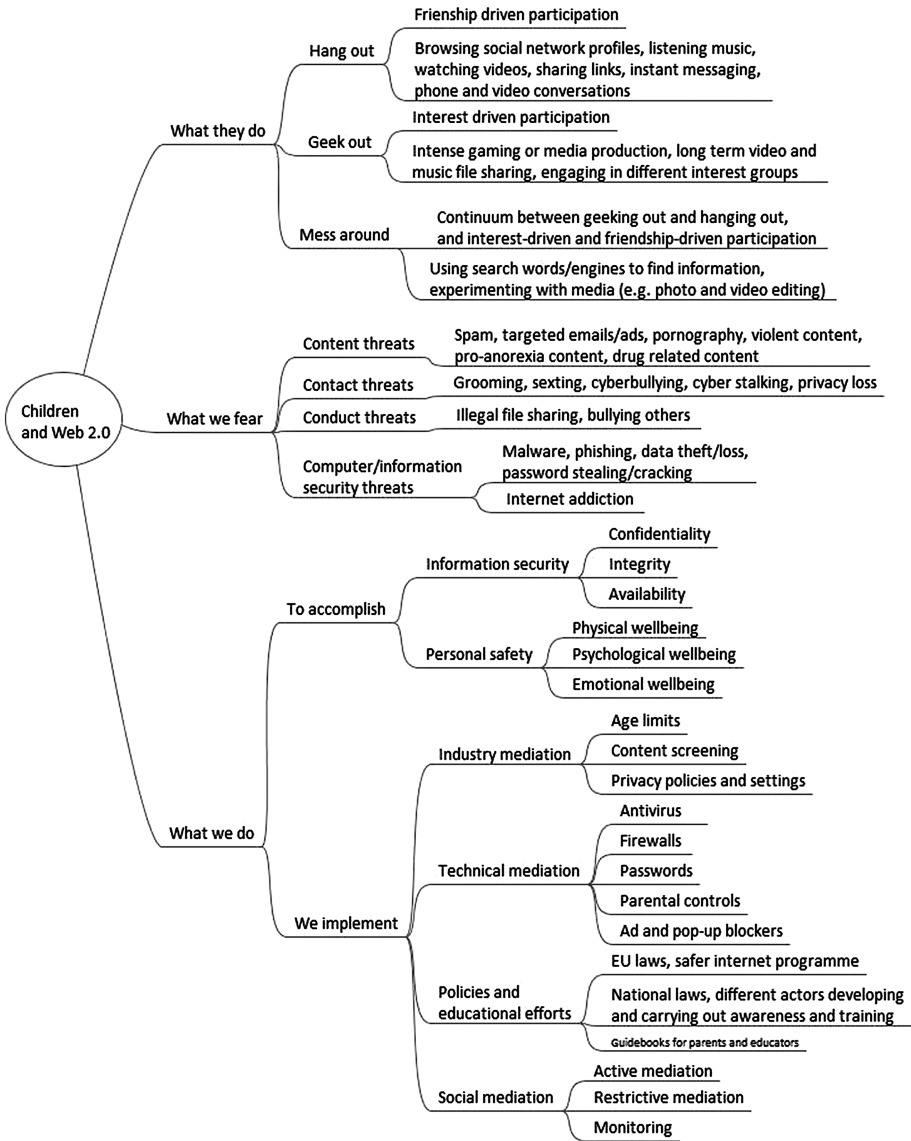 Children
and Web 2.0
What they do
Hang out
Frienship driven participation
Browsing social network profiles, listening music,
watching videos, sharing links, instant messaging,
phone and video conversations
Geek out
Interest driven participation
Intense gaming or media production, long term video and
music file sharing, engaging in different interest groups
Mess around
Continuum between geeking out and hanging out,
and interest-driven and friendship-driven participation
Using search words/engines to find information,
experimenting with media (e.g. photo and video editing)
What we fear
Content threats
Spam, targeted emails/ads, pornography, violent content,
pro-anorexia content, drug related content
Contact threats
Grooming, sexting, cyberbullying, cyber stalking, privacy loss
Conduct threats
Illegal file sharing, bullying others
Computer/information
security threats
Malware, phishing, data theft/loss,
password stealing/cracking
Internet addiction
What we do
To accomplish
Information security
Confidentiality
Integrity
Availability
Personal safety
Physical wellbeing
Psychological wellbeing
Emotional wellbeing
We implement
Industry mediation
Age limits
Content screening
Privacy policies and settings
Technical mediation
Antivirus
Firewalls
Passwords
Parental controls
Ad and pop-up blockers
Policies and
educational efforts
EU laws, safer internet programme
National laws, different actors developing
and carrying out awareness and training
Guidebooks for parents and educators
Social mediation
Active mediation
Restrictive mediation
Monitoring